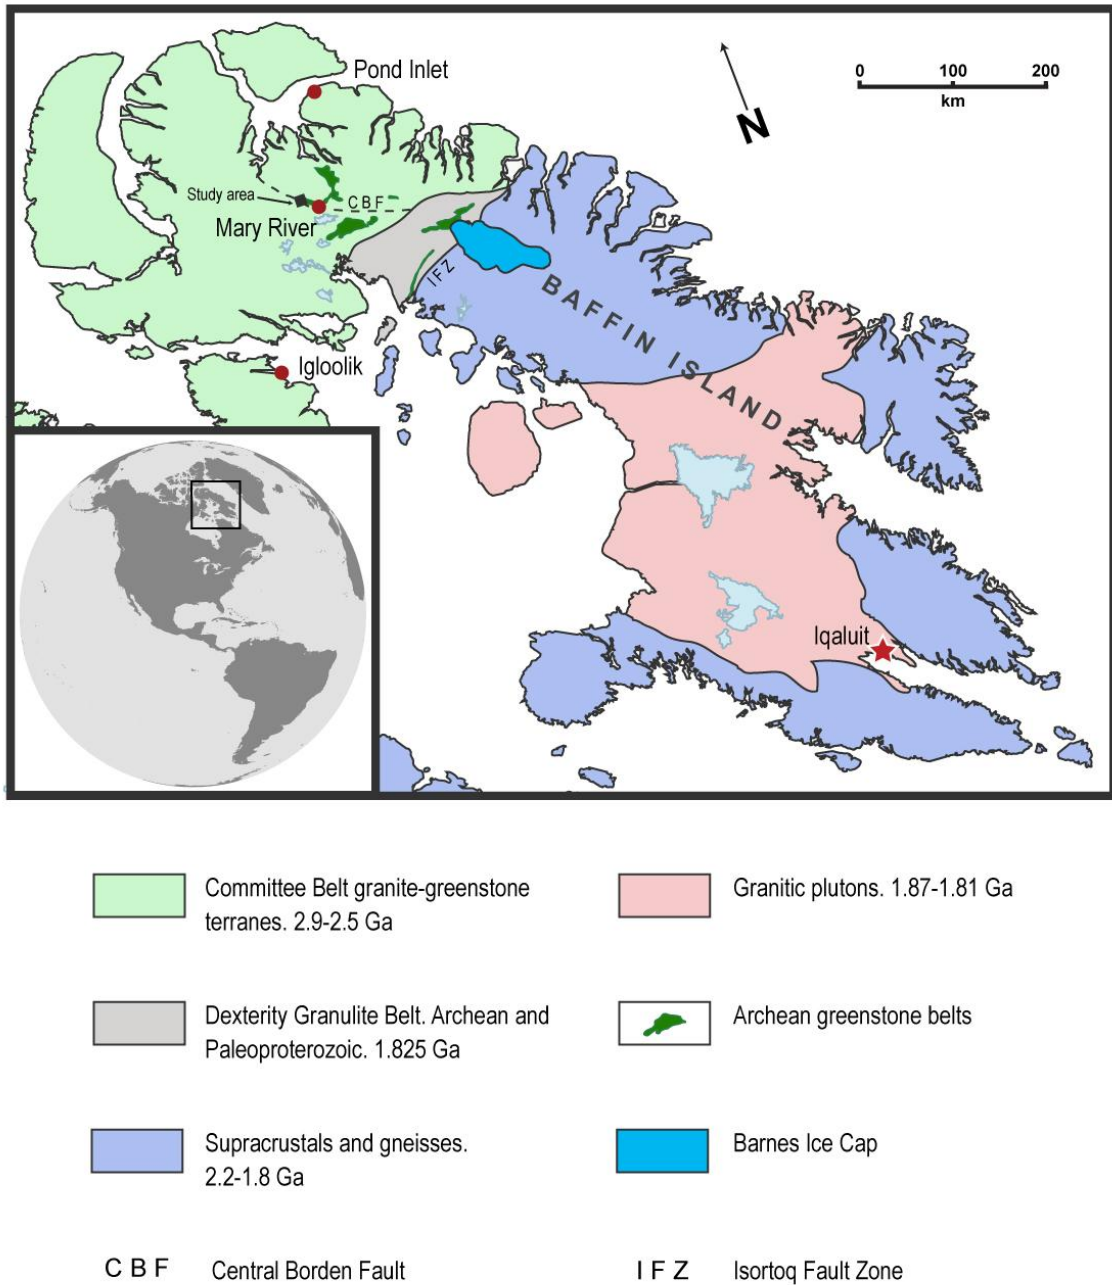 Pond Inlet
0 100 200
km
N
Study area
C B F
Mary River
I F Z
BAFFIN ISLAND
Igloolik
Iqaluit
Committee Belt granite-greenstone
terranes. 2.9-2.5 Ga
Granitic plutons. 1.87-1.81 Ga
Dexterity Granulite Belt. Archean and
Paleoproterozoic. 1.825 Ga
Archean greenstone belts
Supracrustals and gneisses.
2.2-1.8 Ga
Barnes Ice Cap
C B F Central Borden Fault
I F Z Isortoq Fault Zone